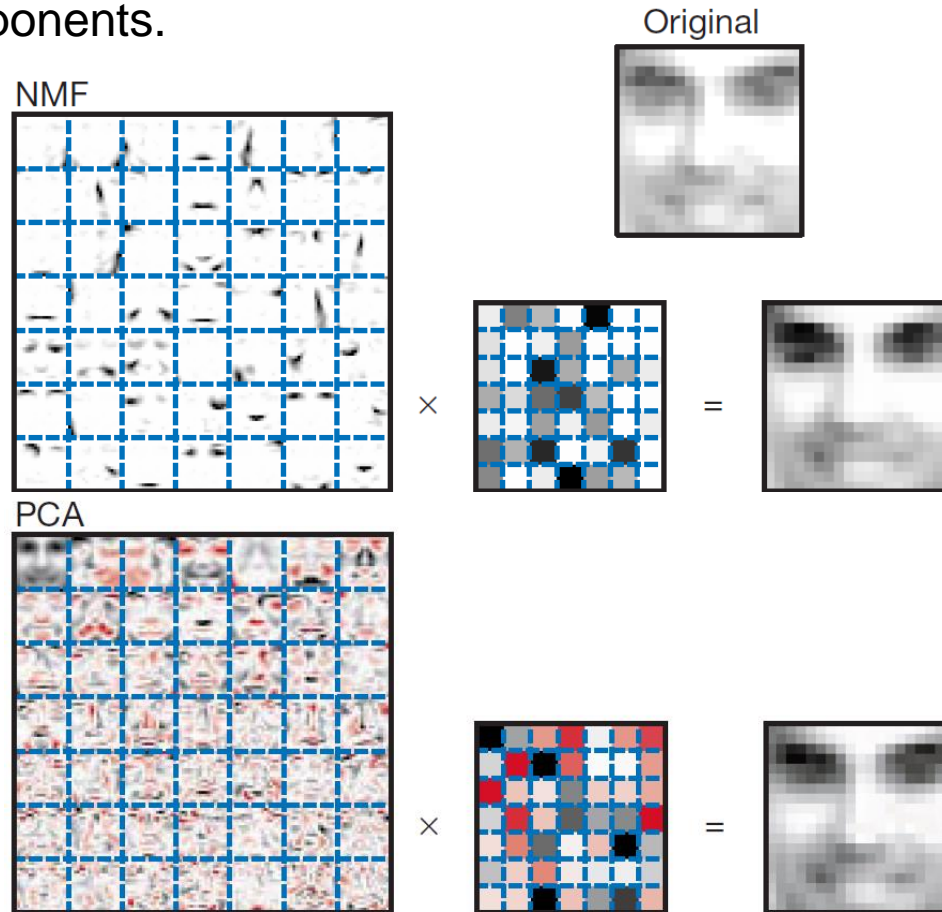 ponents.
Original
NMF
×
=
PCA
×
=